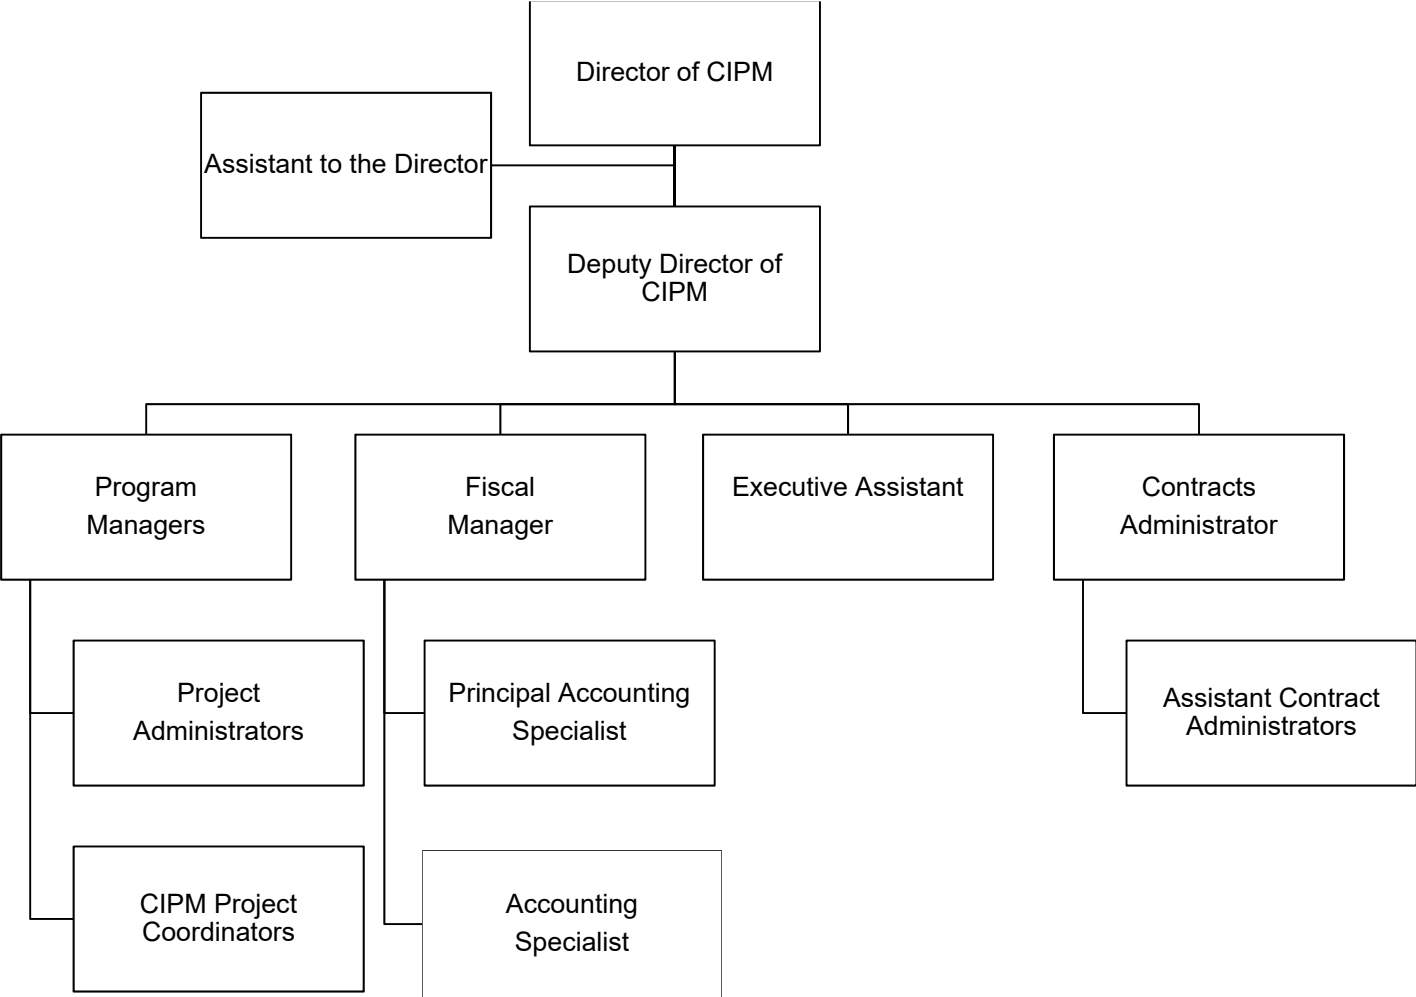 Director of CIPM
Assistant to the Director
Deputy Director of
CIPM
Program
Managers
Fiscal
Manager
Executive Assistant
Contracts
Administrator
Project
Administrators
Principal Accounting
Specialist
Assistant Contract
Administrators
CIPM Project
Coordinators
Accounting
Specialist